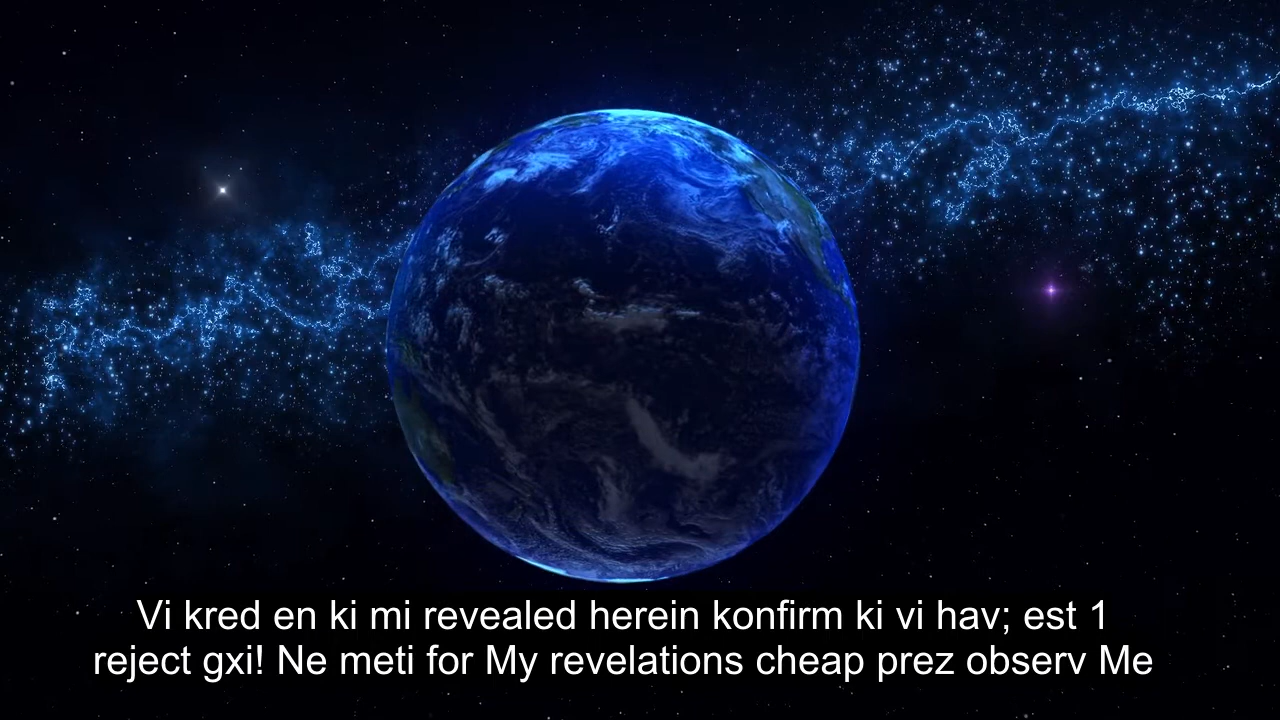 Vi kred en ki mi revealed herein konfirm ki vi hav; est 1
reject gxi! Ne meti for My revelations cheap prez observ Me